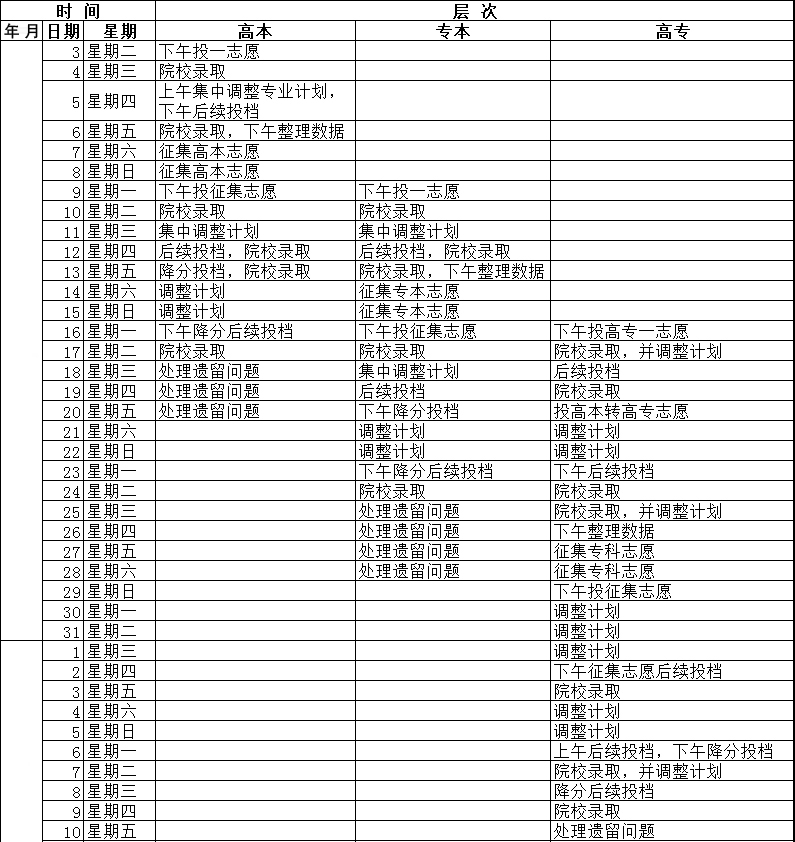 时 间 层 次
年 月 日期 星期 高本 专本 高专
3 星期二 下午投一志愿
4 星期三 院校录取
5 星期四 上午集中调整专业计划,
下午后续投档
6 星期五 院校录取,下午整理数据
7 星期六 征集高本志愿
8 星期日 征集高本志愿
9 星期一 下午投征集志愿 下午投一志愿
10 星期二 院校录取 院校录取
11 星期三 集中调整计划 集中调整计划
12 星期四 后续投档,院校录取 后续投档,院校录取
13 星期五 降分投档,院校录取 院校录取,下午整理数据
14 星期六 调整计划 征集专本志愿
15 星期日 调整计划 征集专本志愿
16 星期一 下午降分后续投档 下午投征集志愿 下午投高专一志愿
17 星期二 院校录取 院校录取 院校录取,并调整计划
18 星期三 处理遗留问题 集中调整计划 后续投档
19 星期四 处理遗留问题 后续投档 院校录取
20 星期五 处理遗留问题 下午降分投档 投高本转高专志愿
21 星期六 调整计划 调整计划
22 星期日 调整计划 调整计划
23 星期一 下午降分后续投档 下午后续投档
24 星期二 院校录取 院校录取
25 星期三 处理遗留问题 院校录取,并调整计划
26 星期四 处理遗留问题 下午整理数据
27 星期五 处理遗留问题 征集专科志愿
28 星期六 处理遗留问题 征集专科志愿
29 星期日 下午投征集志愿
30 星期一 调整计划
31 星期二 调整计划
1 星期三 调整计划
2 星期四 下午征集志愿后续投档
3 星期五 院校录取
4 星期六 调整计划
5 星期日 调整计划
6 星期一 上午后续投档,下午降分投档
7 星期二 院校录取,并调整计划
8 星期三 降分后续投档
9 星期四 院校录取
10 星期五 处理遗留问题